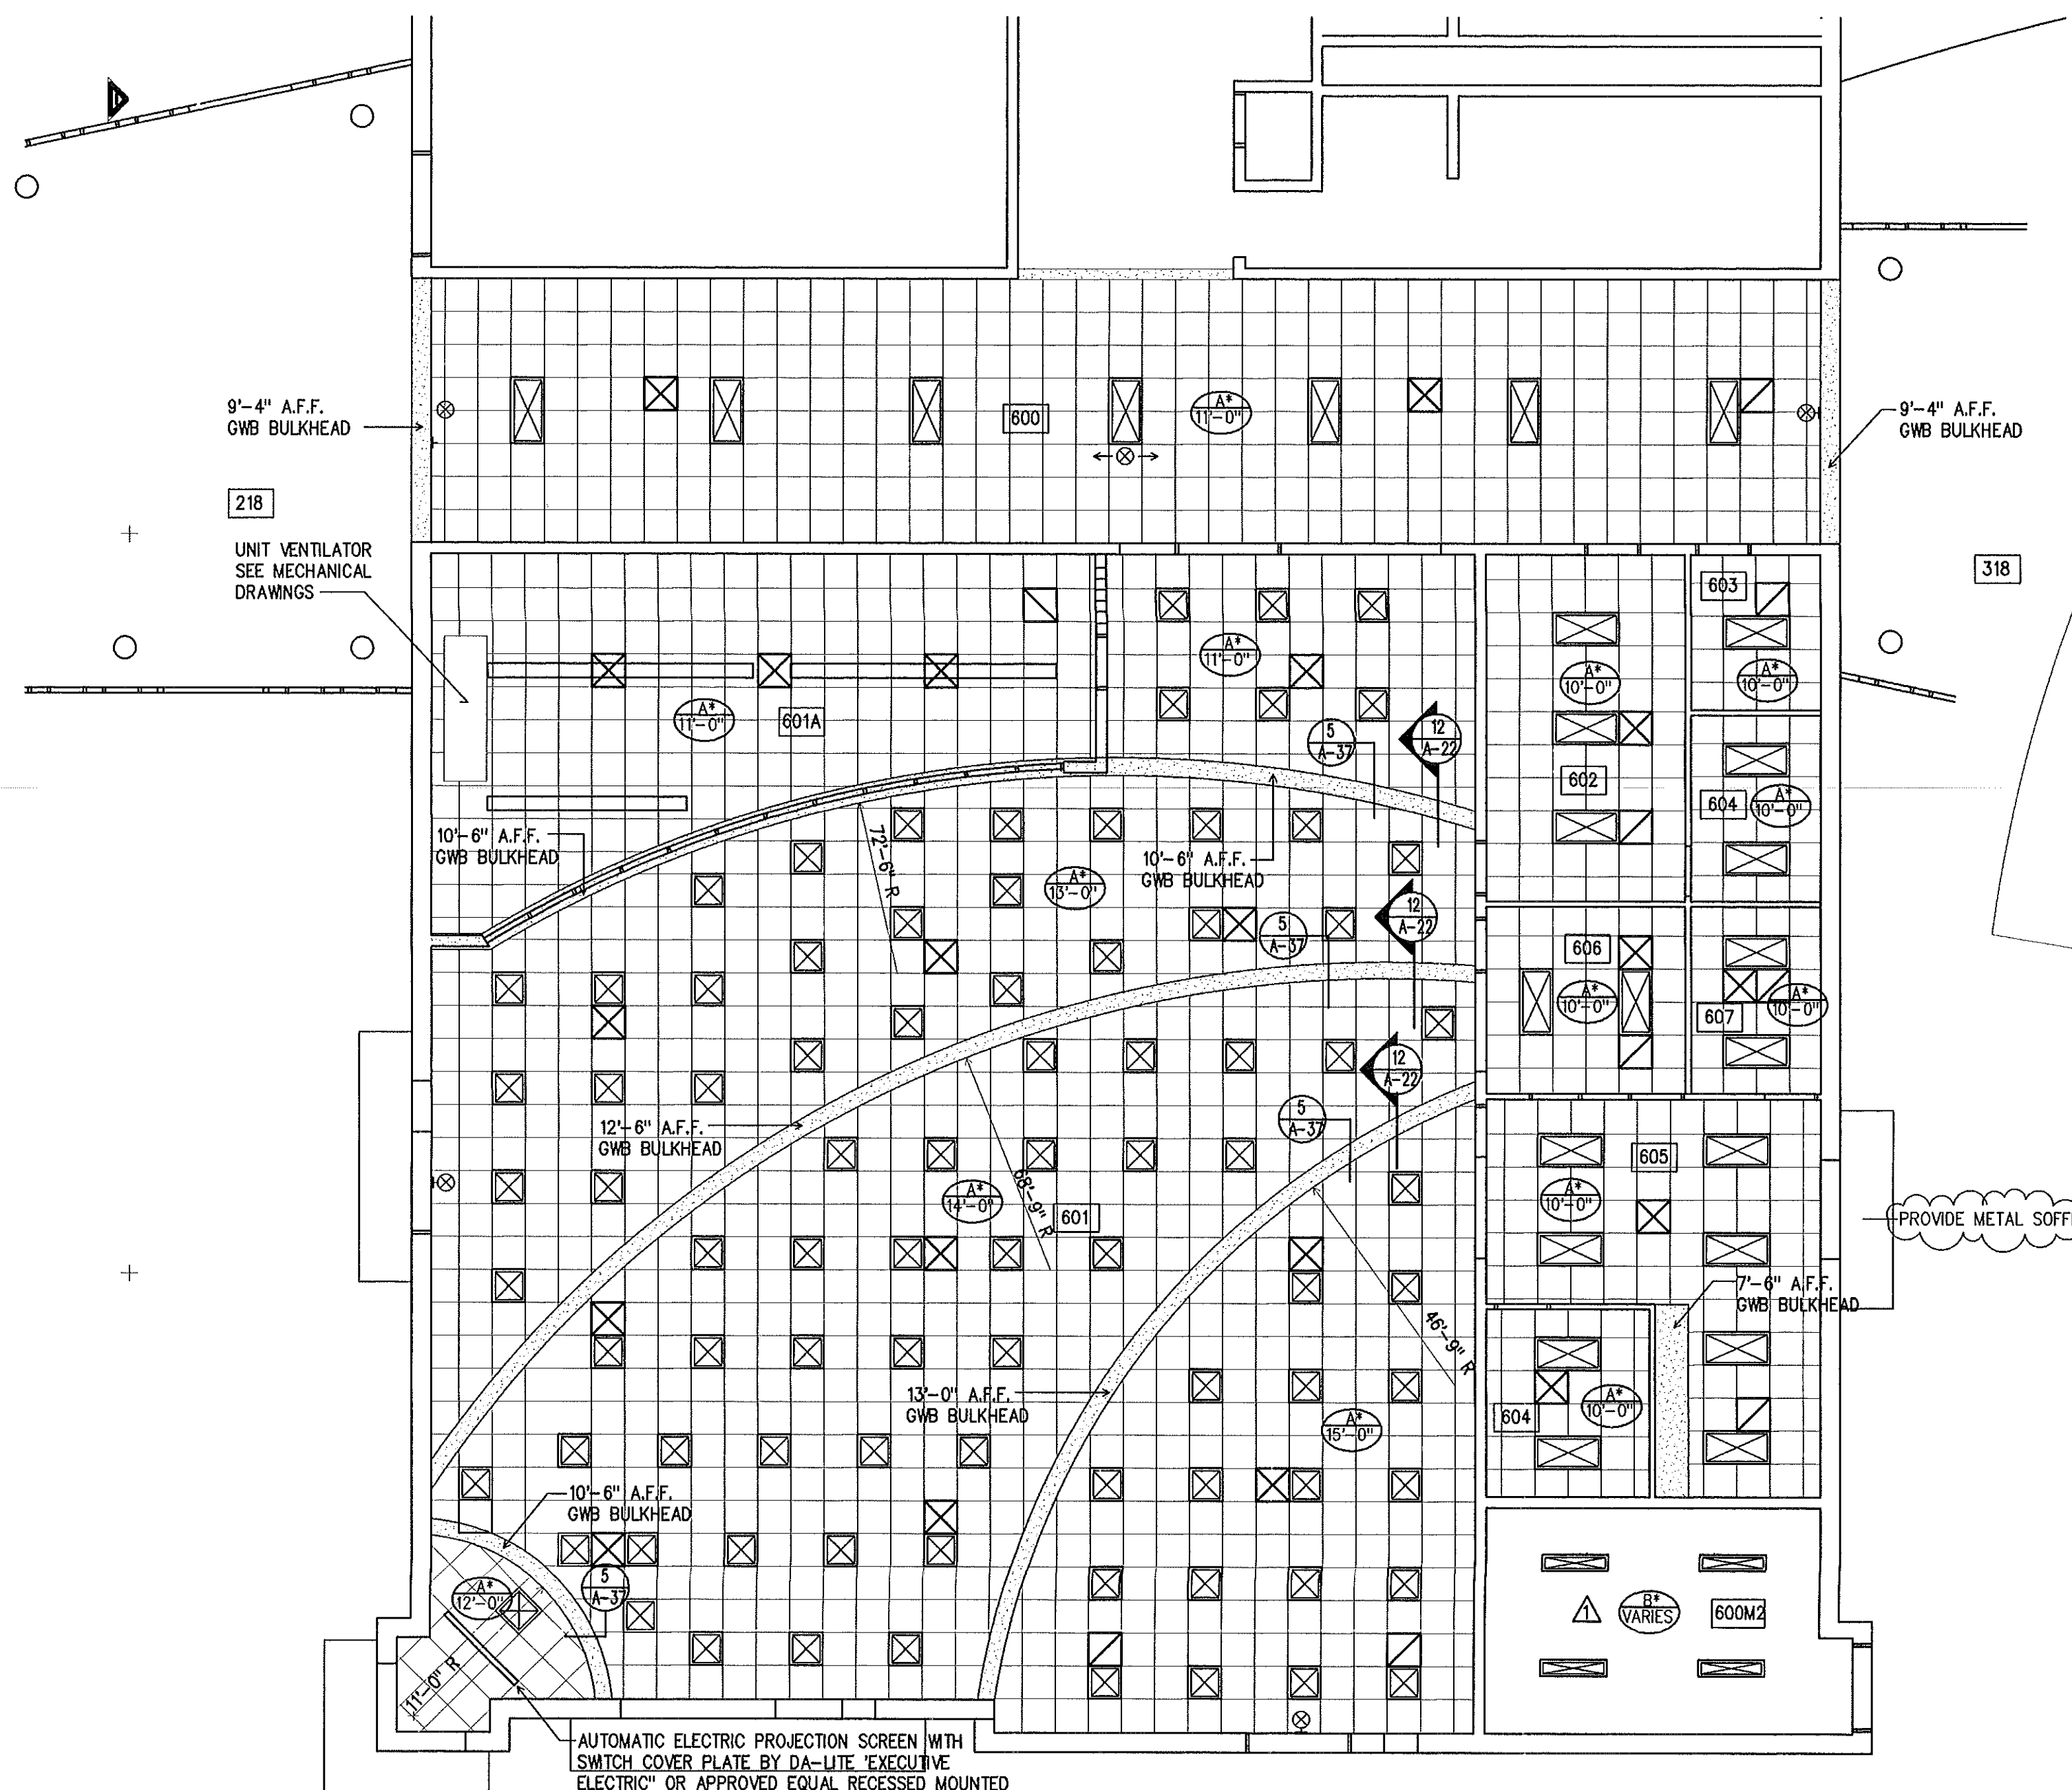 9'-4" A.F.F.
GWB BULKHEAD
600
A*
11'-0"
9'-4" A.F.F.
GWB BULKHEAD
218
UNIT VENTILATOR
SEE MECHANICAL
DRAWINGS
318
A*
11'-0"
601A
A*
11'-0"
5
A-37
12
A-22
A*
10'-0"
602
603
A*
10'-0"
604
A*
10'-0"
10'-6" A.F.F.
GWB BULKHEAD
72'-6" R
A*
13'-0"
10'-6" A.F.F.
GWB BULKHEAD
5
A-37
12
A-22
606
A*
10'-0"
607
A*
10'-0"
12'-6" A.F.F.
GWB BULKHEAD
12
A-22
5
A-37
A*
14'-0"
68'-9" R
601
605
A*
10'-0"
PROVIDE METAL SOFF
7'-6" A.F.F.
GWB BULKHEAD
46'-9" R
13'-0" A.F.F.
GWB BULKHEAD
A*
15'-0"
604
A*
10'-0"
10'-6" A.F.F.
GWB BULKHEAD
5
A-37
A*
12'-0"
11'-0" R
1
B*
VARIES
600M2
AUTOMATIC ELECTRIC PROJECTION SCREEN WITH
SWITCH COVER PLATE BY DA-LITE 'EXECUTIVE
ELECTRIC" OR APPROVED EQUAL RECESSED MOUNTED